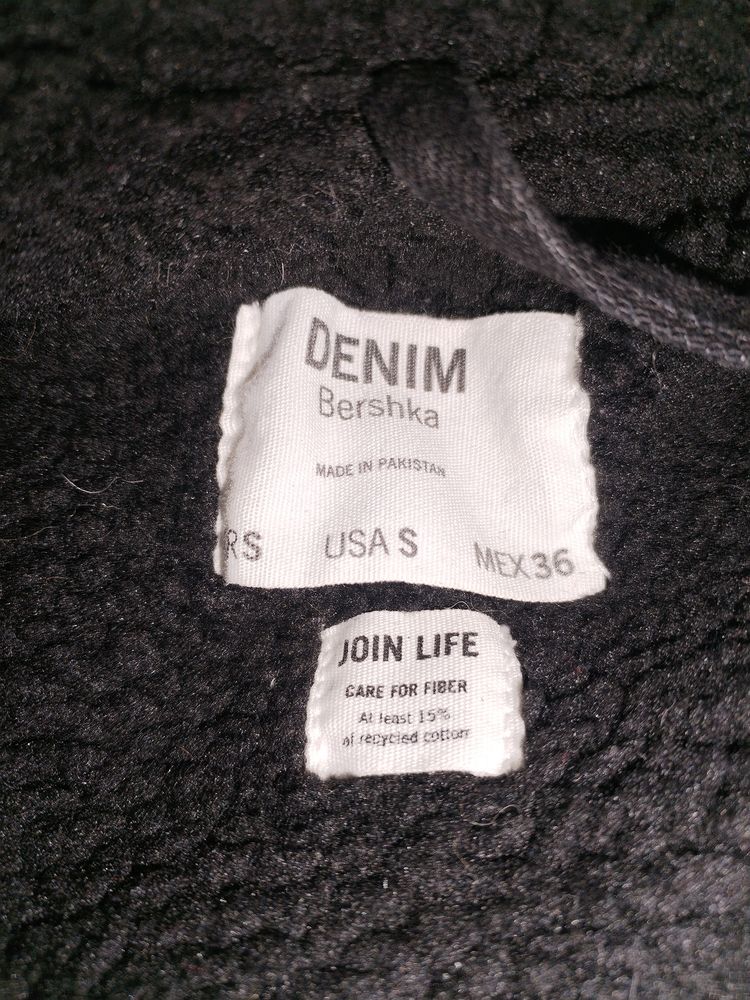 DENIM
Bershka
MADE IN PAKISTAN
RS USA S MEX 36
JOIN LIFE
CARE FOR FIBER
At least 15%
of recycled cotton